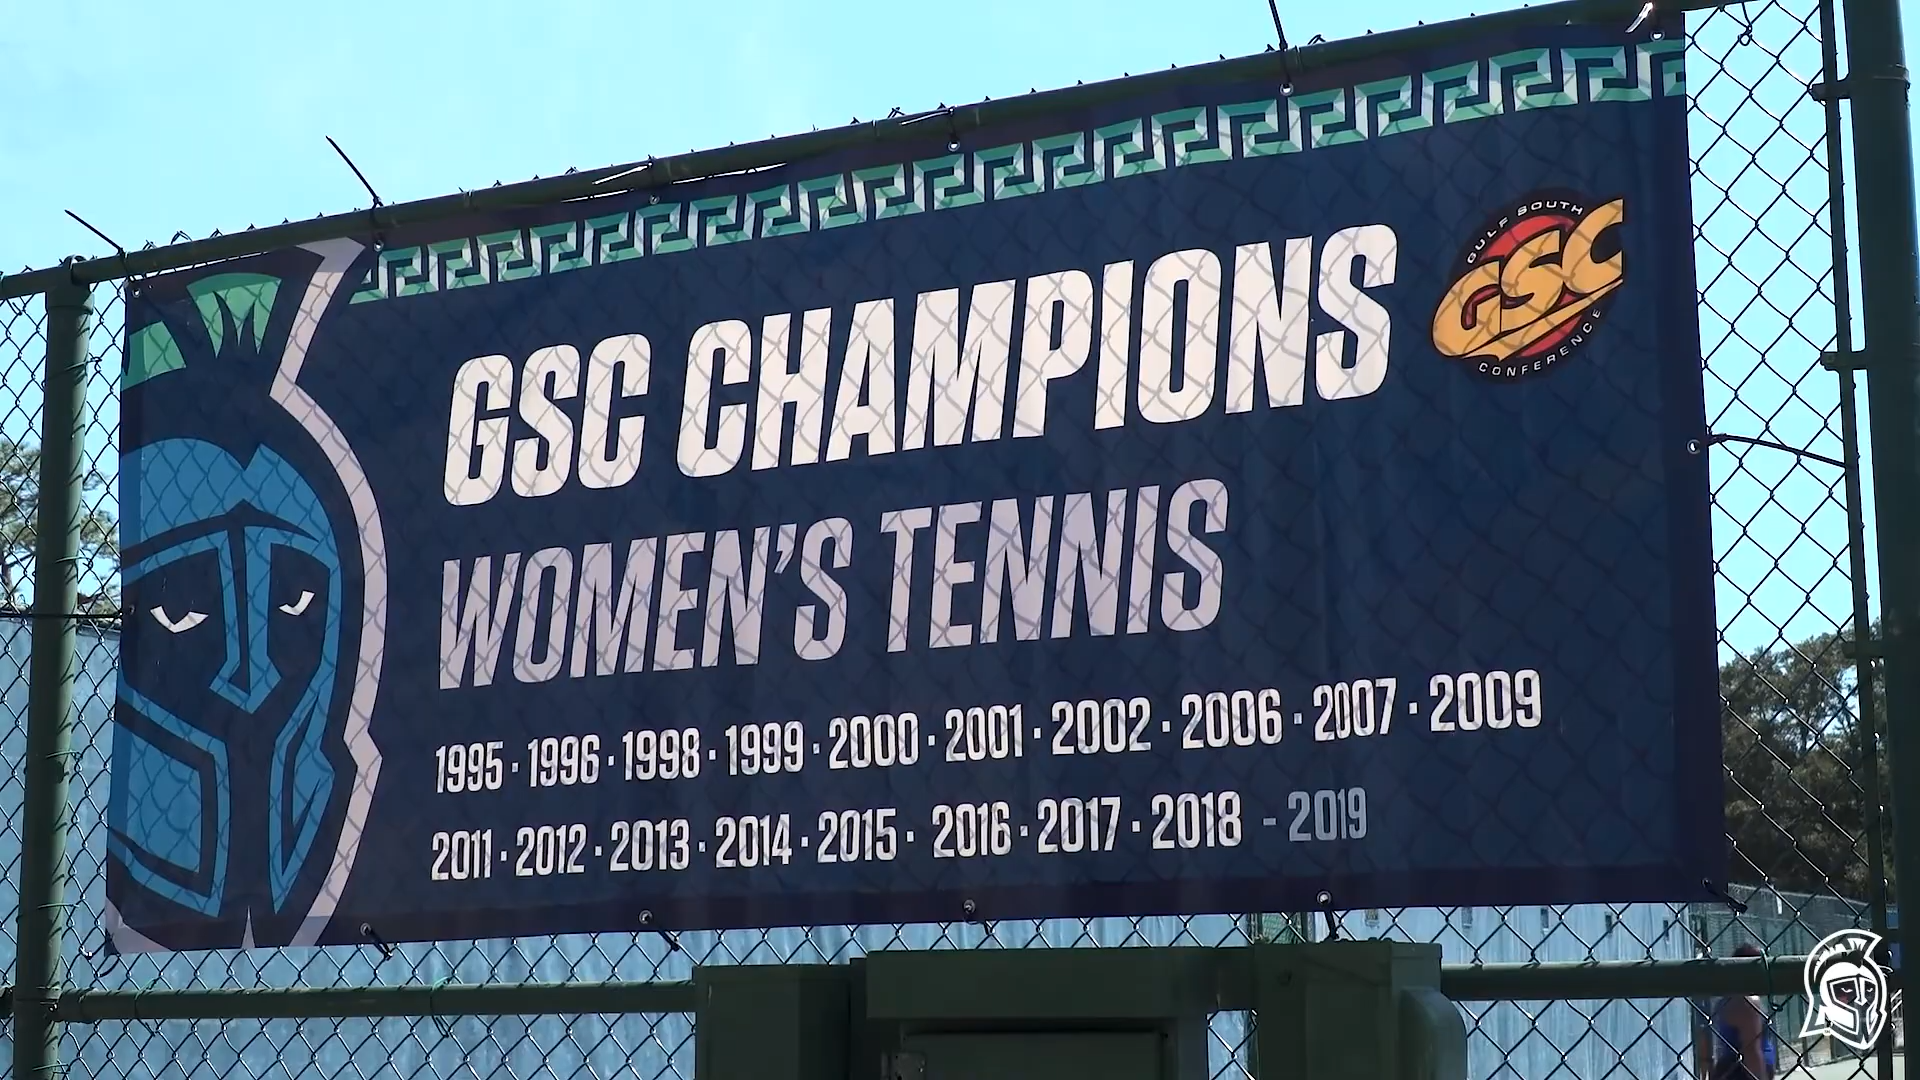 GULF SOUTH
GSC
CONFERENCE
GSC CHAMPIONS
WOMEN'S TENNIS
1995 · 1996 · 1998 · 1999 · 2000 · 2001 · 2002 · 2006 · 2007 · 2009
2011 · 2012 · 2013 · 2014 · 2015 · 2016 · 2017 · 2018 - 2019